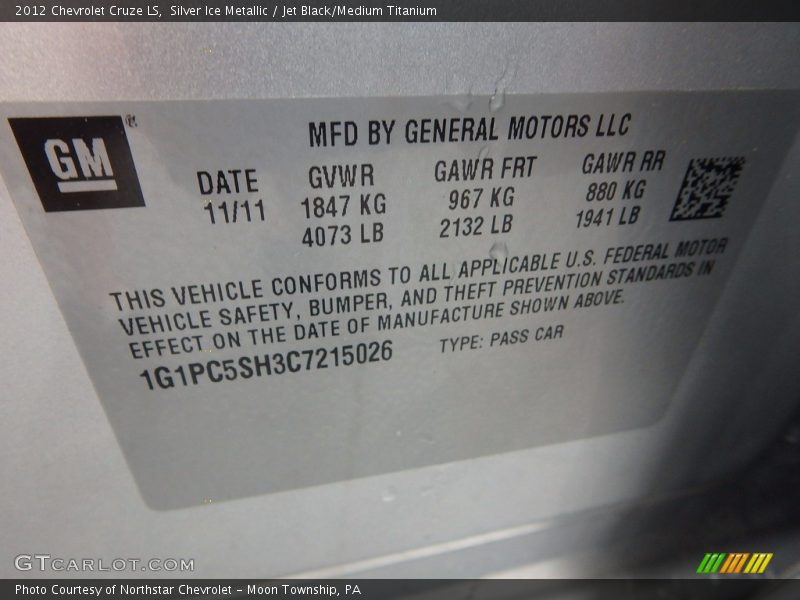 2012 Chevrolet Cruze LS,  Silver Ice Metallic / Jet Black/Medium Titanium
GM®
MFD BY GENERAL MOTORS LLC
DATE GVWR GAWR FRT GAWR RR
11/11 1847 KG 967 KG 880 KG
4073 LB 2132 LB 1941 LB
THIS VEHICLE CONFORMS TO ALL APPLICABLE U.S. FEDERAL MOTOR
VEHICLE SAFETY, BUMPER, AND THEFT PREVENTION STANDARDS IN
EFFECT ON THE DATE OF MANUFACTURE SHOWN ABOVE.
1G1PC5SH3C7215026 TYPE: PASS CAR
GTcarlot.com
Photo Courtesy of Northstar Chevrolet – Moon Township, PA